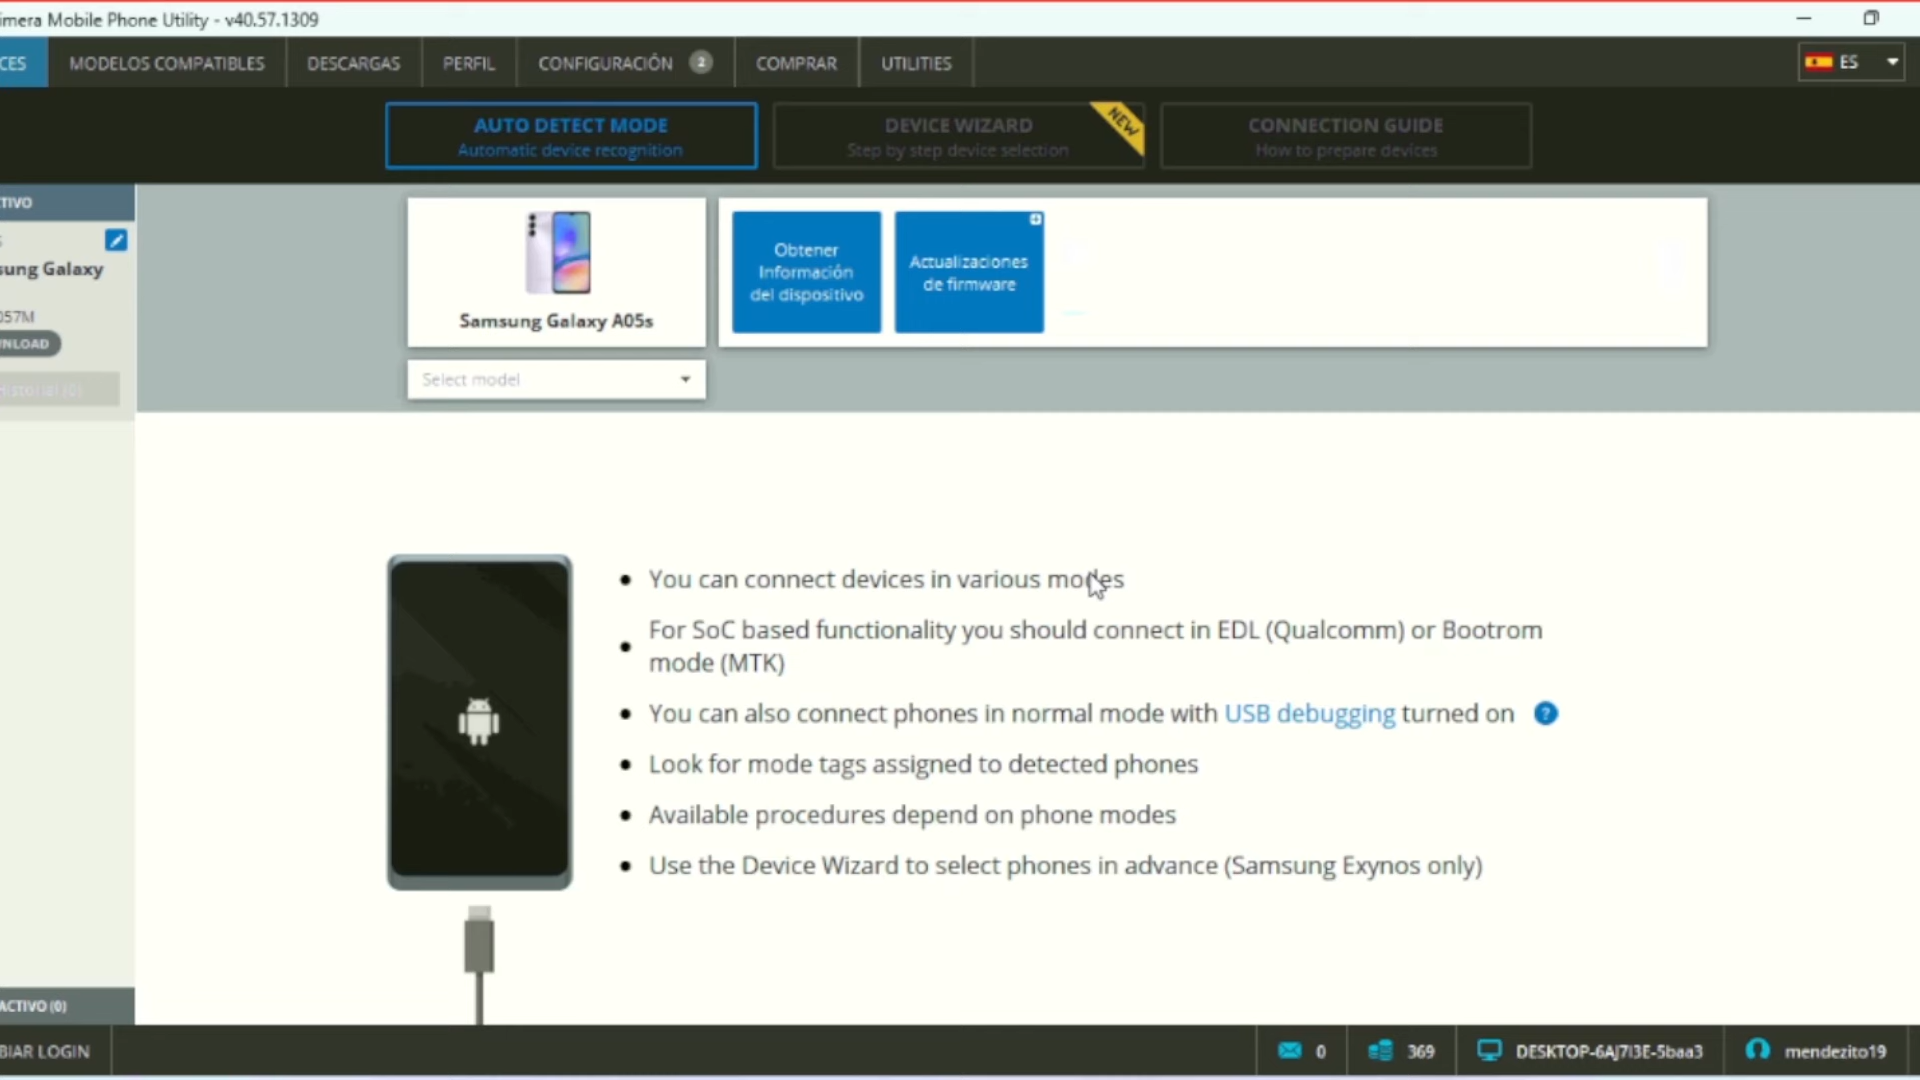 imera Mobile Phone Utility - v40.57.1309
CES
MODELOS COMPATIBLES
DESCARGAS
PERFIL
CONFIGURACIÓN 2
COMPRAR
UTILITIES
ES
AUTO DETECT MODE
Automatic device recognition
DEVICE WIZARD
Step by step device selection
NEW
CONNECTION GUIDE
How to prepare devices
TIVO
sung Galaxy
057M
NLOAD
Historial (0)
Samsung Galaxy A05s
Select model
Obtener
Información
del dispositivo
Actualizaciones
de firmware
• You can connect devices in various modes
• For SoC based functionality you should connect in EDL (Qualcomm) or Bootrom
mode (MTK)
• You can also connect phones in normal mode with USB debugging turned on ?
• Look for mode tags assigned to detected phones
• Available procedures depend on phone modes
• Use the Device Wizard to select phones in advance (Samsung Exynos only)
ACTIVO (0)
BIAR LOGIN
0
369
DESKTOP-6AJ7I3E-5baa3
mendezito19